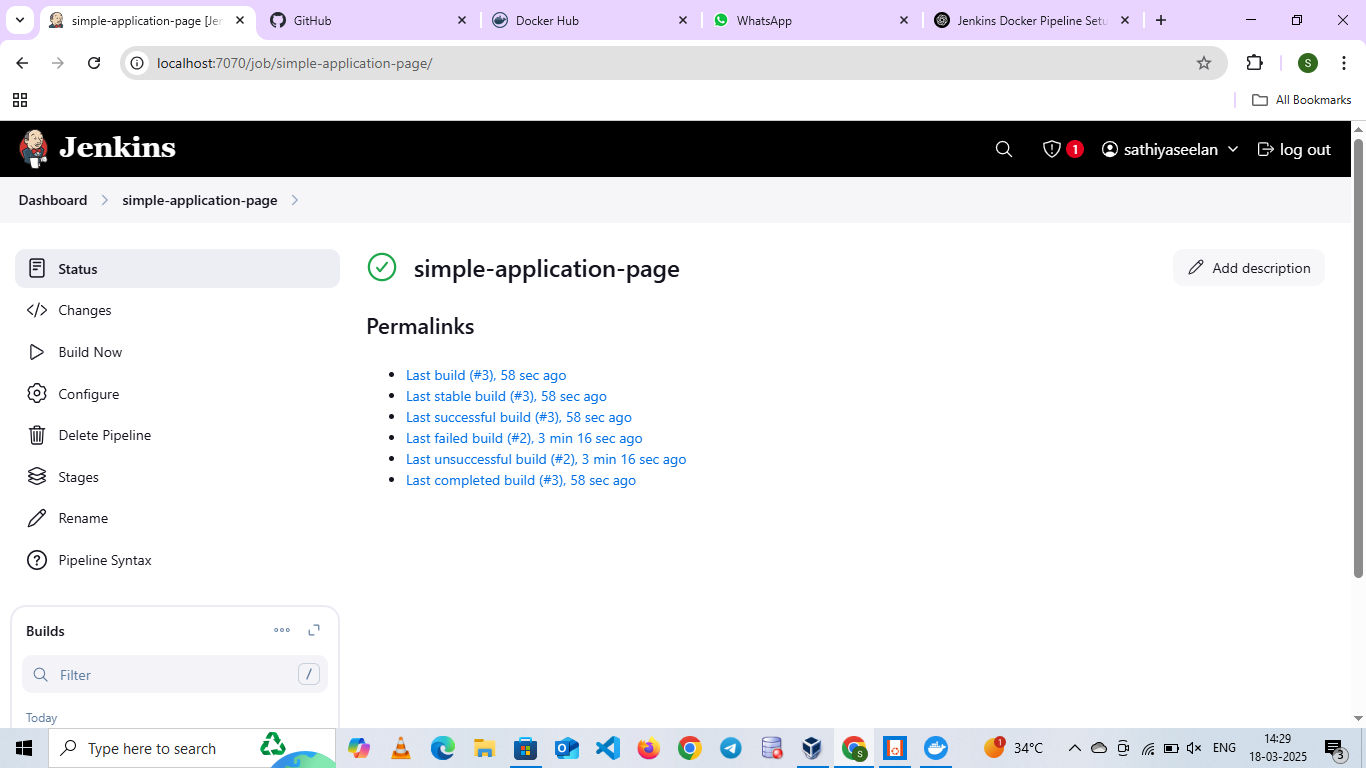 simple-application-page [Jen
GitHub
Docker Hub
WhatsApp
Jenkins Docker Pipeline Setu
localhost:7070/job/simple-application-page/
S
All Bookmarks
Jenkins
1
sathiyaseelan
log out
Dashboard
simple-application-page
Status
Changes
Build Now
Configure
Delete Pipeline
Stages
Rename
Pipeline Syntax
simple-application-page
Add description
Permalinks
Last build (#3), 58 sec ago
Last stable build (#3), 58 sec ago
Last successful build (#3), 58 sec ago
Last failed build (#2), 3 min 16 sec ago
Last unsuccessful build (#2), 3 min 16 sec ago
Last completed build (#3), 58 sec ago
Builds
Filter
/
Today
Type here to search
S
1
34°C
ENG
14:29
18-03-2025
3